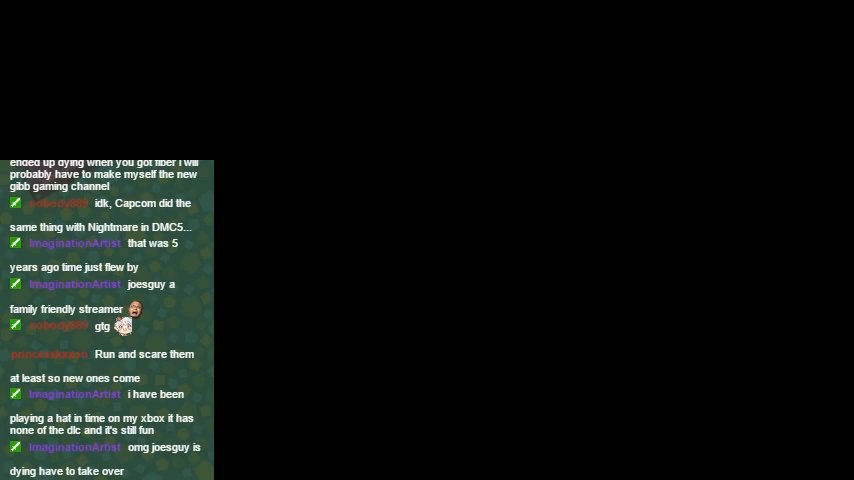 ended up dying when you got fiber i will
probably have to make myself the new
gibb gaming channel
idk, Capcom did the
same thing with Nightmare in DMC5...
ImaginationArtist that was 5
years ago time just flew by
ImaginationArtist joesguy a
family friendly streamer
glg
Run and scare them
at least so new ones come
ImaginationArtist i have been
playing a hat in time on my xbox it has
none of the dlc and it's still fun
ImaginationArtist omg joesguy is
dying have to take over